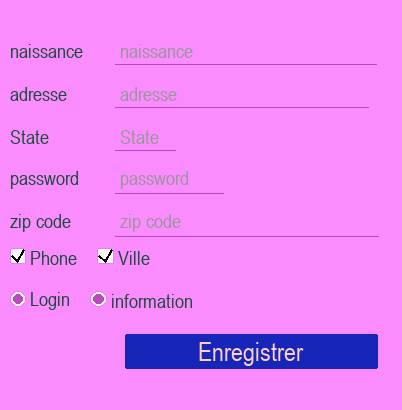 naissance naissance
adresse adresse
State State
password password
zip code zip code
Phone Ville
Login information
Enregistrer